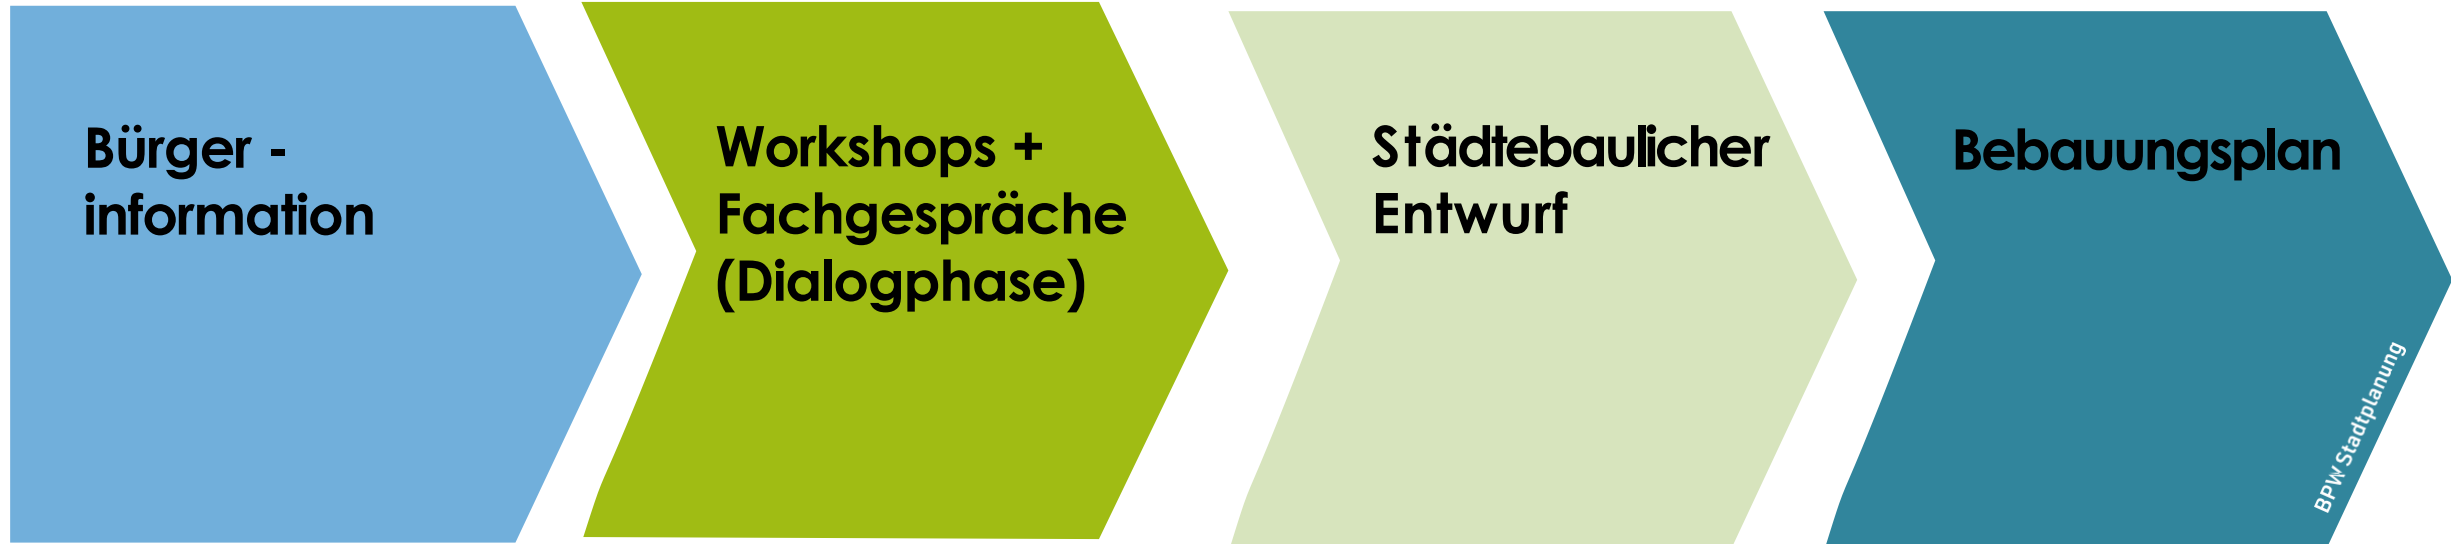 Bürger -
information
Workshops +
Fachgespräche
(Dialogphase)
Städtebaulicher
Entwurf
Bebauungsplan
BPW Stadtplanung